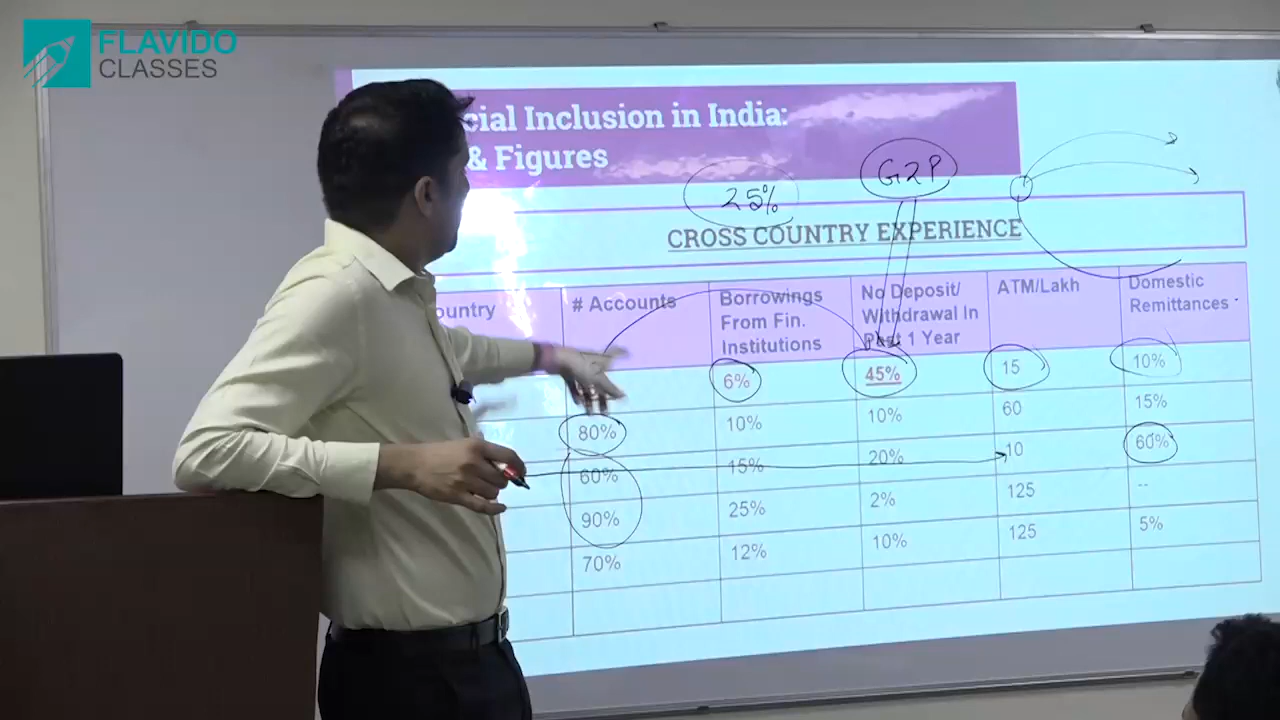 FLAVIDO
CLASSES
cial Inclusion in India:
& Figures
25%
G2P
CROSS COUNTRY EXPERIENCE
ountry
# Accounts
Borrowings
From Fin.
Institutions
No Deposit/
Withdrawal In
Past 1 Year
ATM/Lakh
Domestic
Remittances
6%
45%
15
10%
80%
10%
10%
60
15%
60%
15%
20%
10
60%
90%
25%
2%
125
--
70%
12%
10%
125
5%